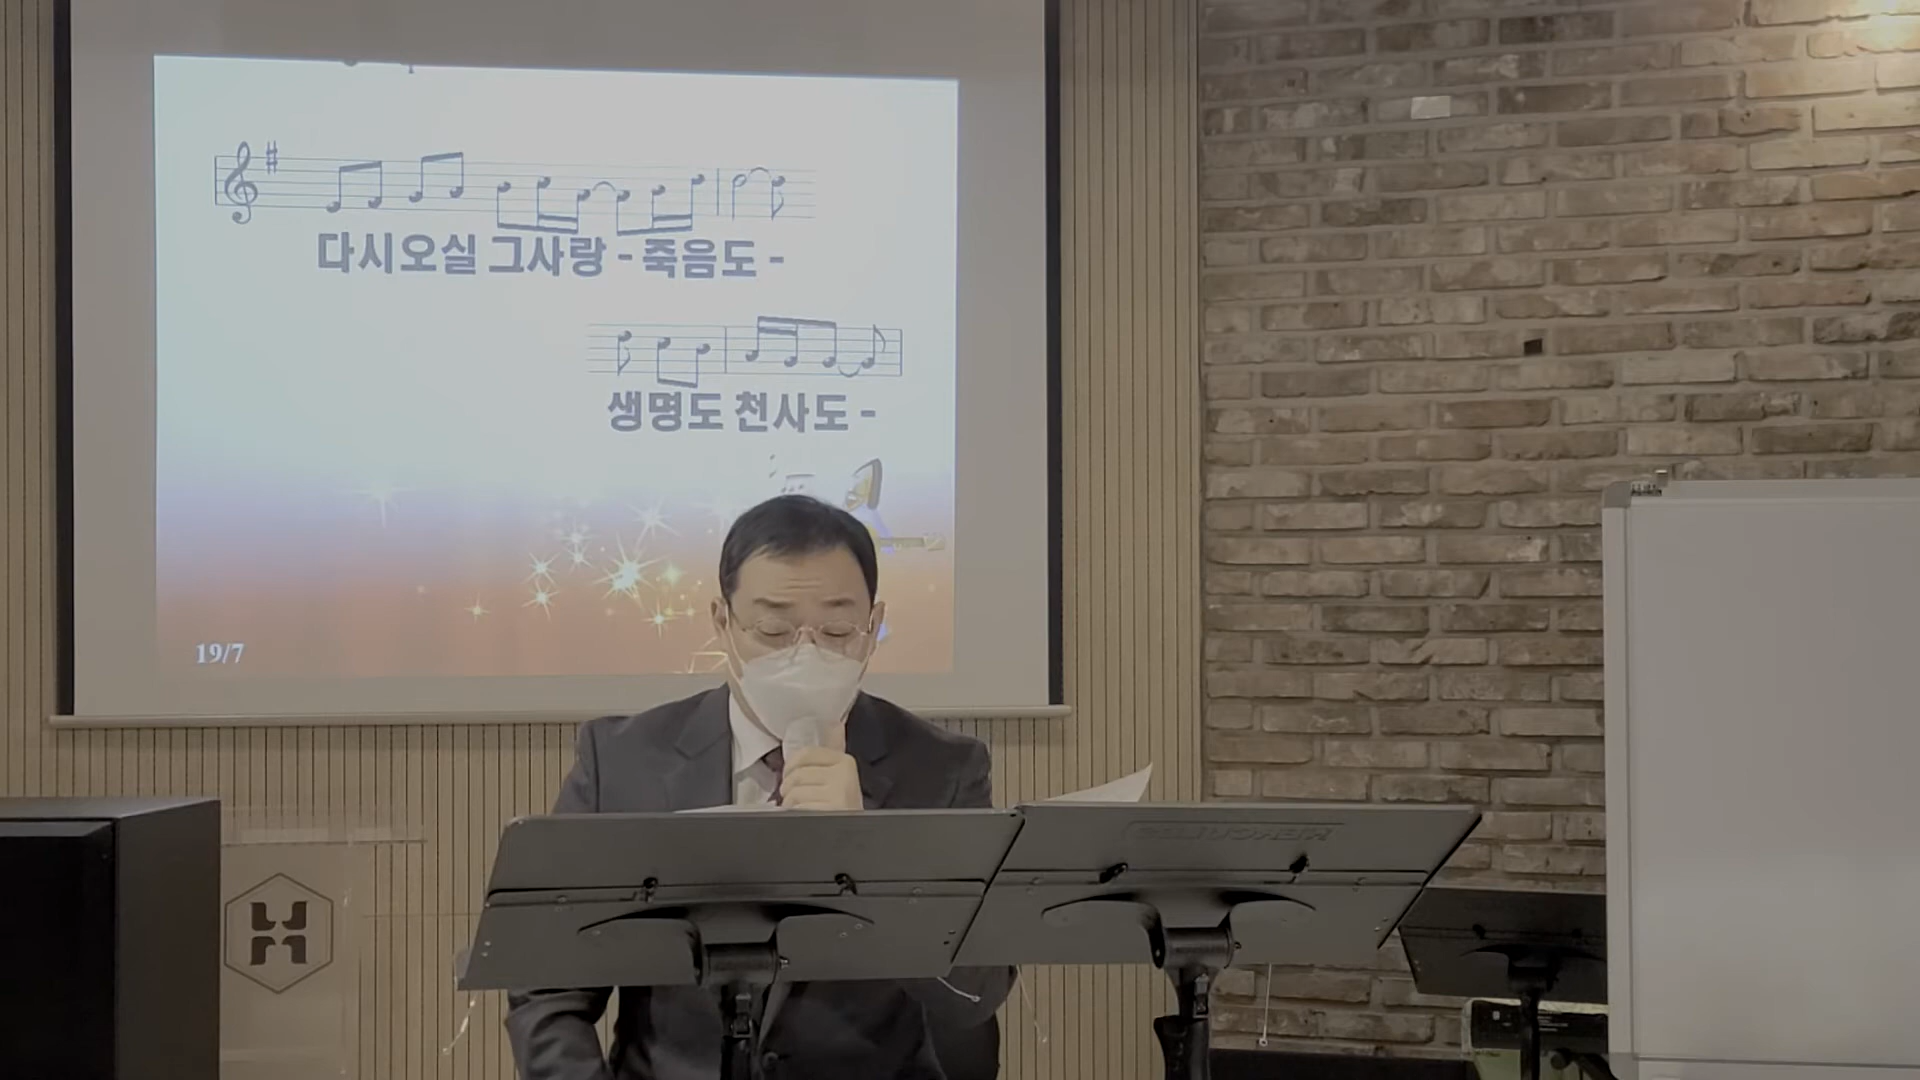 다시오실 그사랑 - 죽음도 -
생명도 천사도 -
19/7